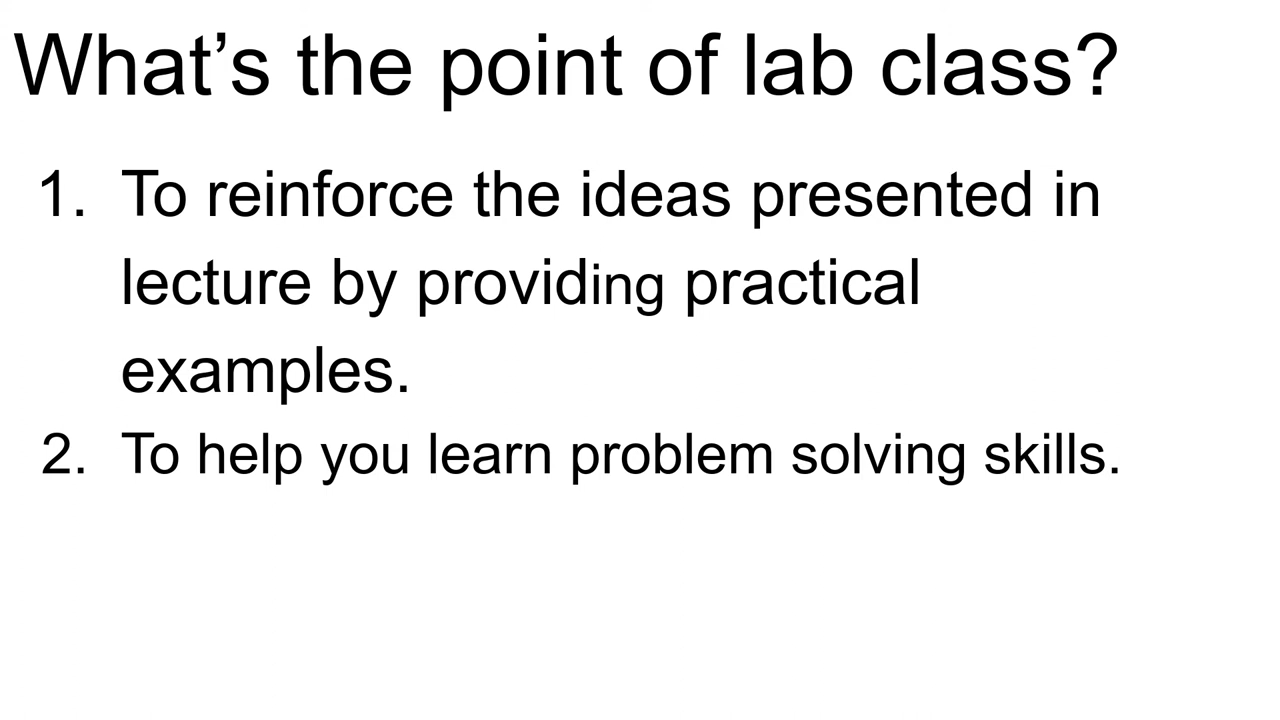 What’s the point of lab class?
1. To reinforce the ideas presented in
lecture by providing practical
examples.
2. To help you learn problem solving skills.